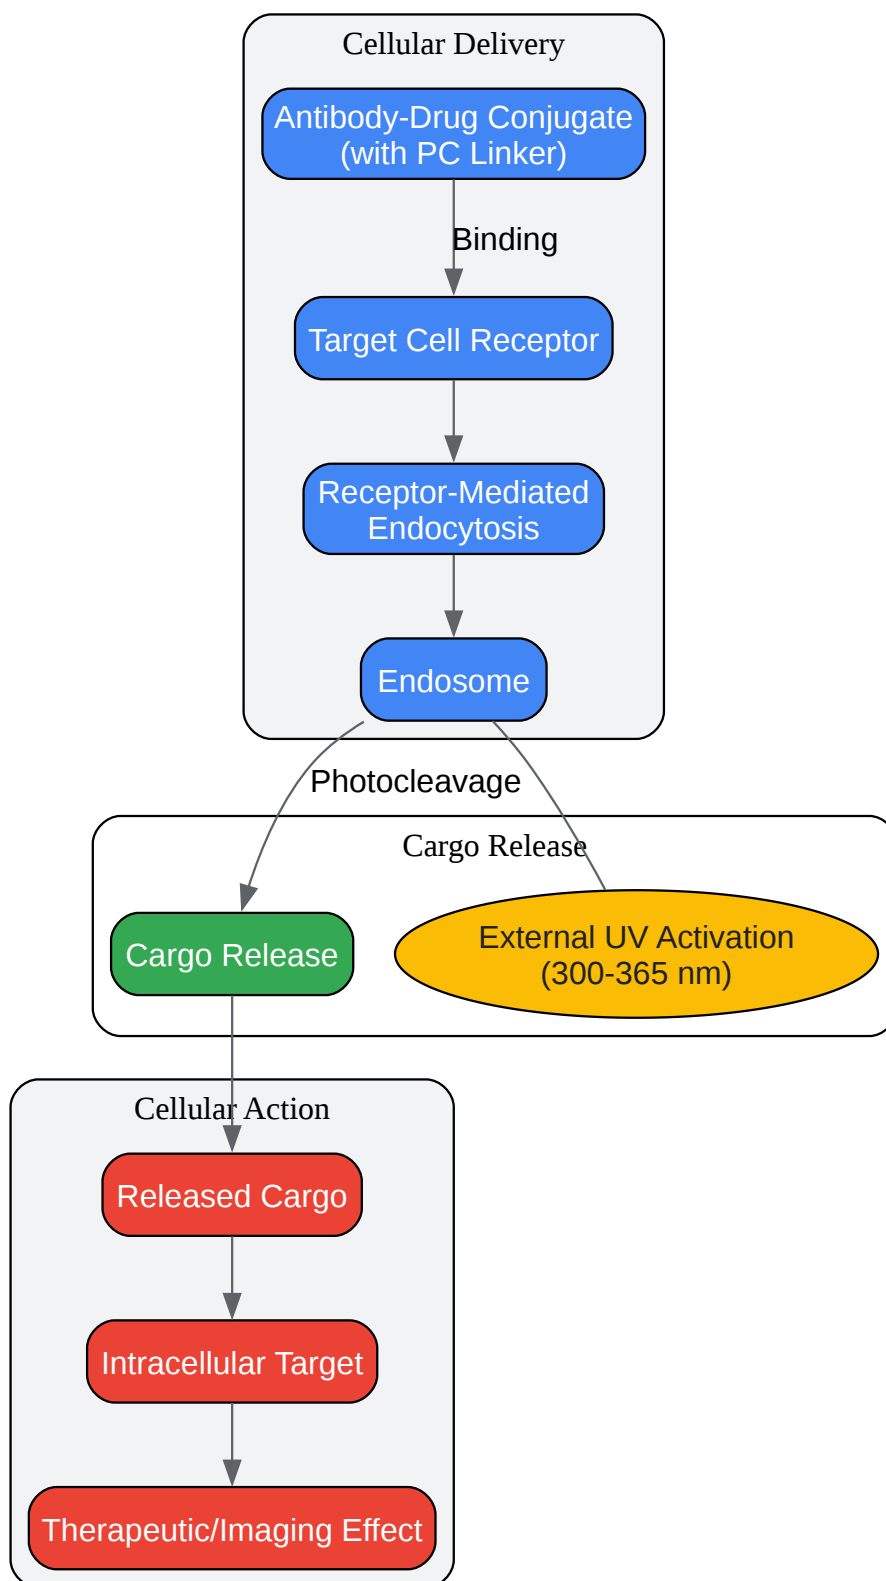 Cellular Delivery
Antibody-Drug Conjugate
(with PC Linker)
Binding
Target Cell Receptor
Receptor-Mediated
Endocytosis
Endosome
Photocleavage
Cargo Release
Cargo Release
External UV Activation
(300-365 nm)
Cellular Action
Released Cargo
Intracellular Target
Therapeutic/Imaging Effect